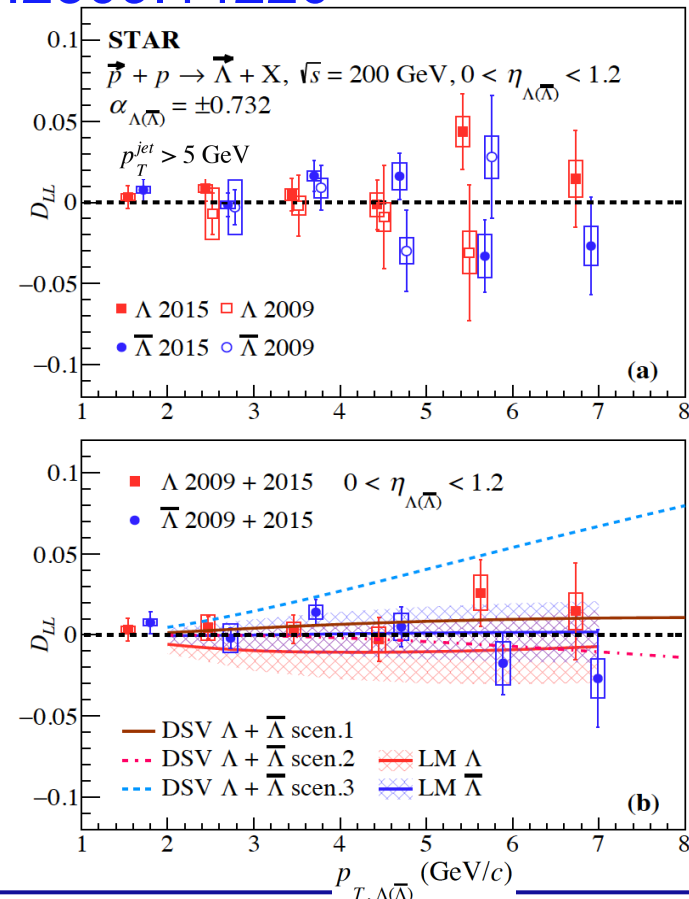 0.1
STAR
p + p → Λ + X, √s = 200 GeV, 0 < η_Λ(Λ̅) < 1.2
α_Λ(Λ̅) = ±0.732
p_T^jet > 5 GeV
0.05
D_LL
0
−0.05
Λ 2015 Λ 2009
Λ̅ 2015 Λ̅ 2009
−0.1
(a)
1 2 3 4 5 6 7 8
0.1
Λ 2009 + 2015 0 < η_Λ(Λ̅) < 1.2
Λ̅ 2009 + 2015
0.05
D_LL
0
−0.05
DSV Λ + Λ̅ scen.1
DSV Λ + Λ̅ scen.2 LM Λ
DSV Λ + Λ̅ scen.3 LM Λ̅
−0.1
(b)
1 2 3 4 5 6 7 8
p_T, Λ(Λ̅) (GeV/c)